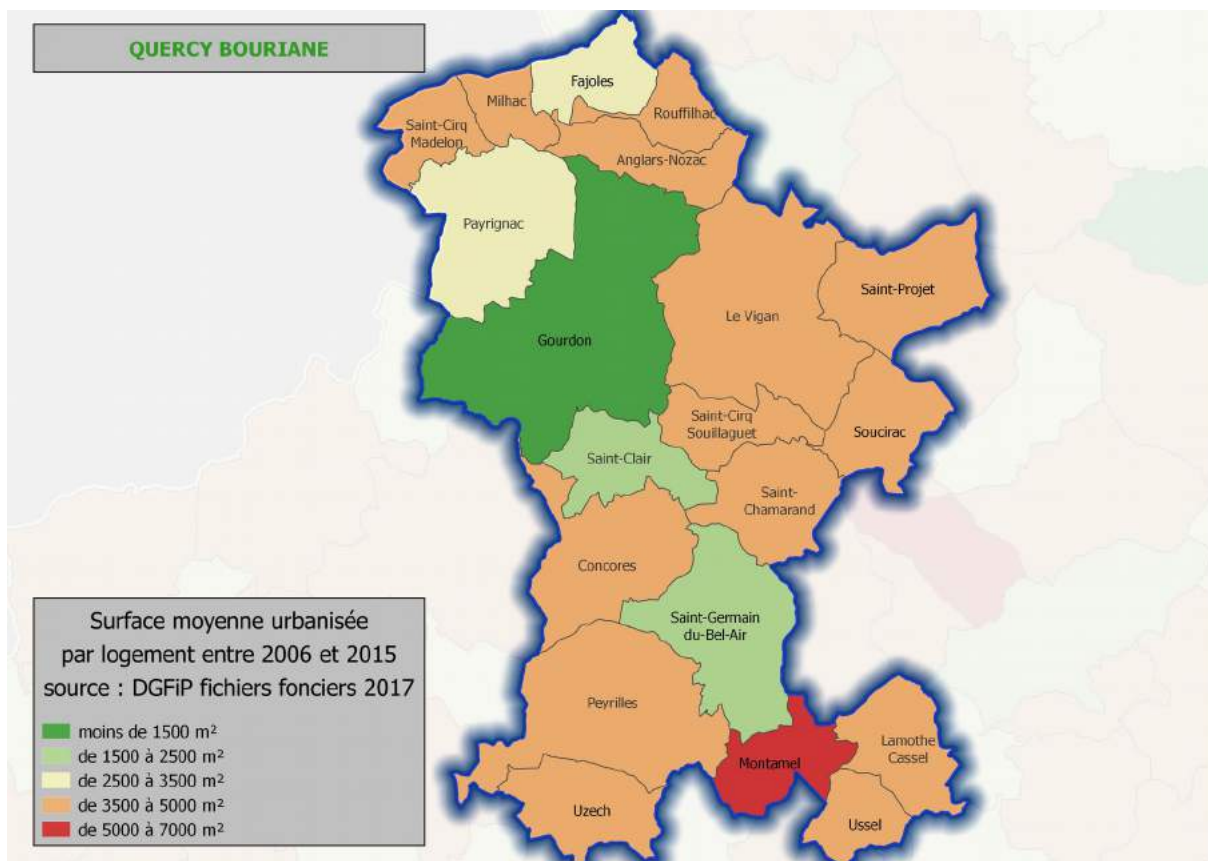 QUERCY BOURIANE
Fajoles
Milhac
Rouffilhac
Saint-Cirq
Madelon
Anglars-Nozac
Payrignac
Saint-Projet
Le Vigan
Gourdon
Saint-Cirq
Souillaguet
Soucirac
Saint-Clair
Saint-
Chamarand
Concores
Saint-Germain
du-Bel-Air
Peyrilles
Lamothe
Cassel
Montamel
Uzech
Ussel
Surface moyenne urbanisée
par logement entre 2006 et 2015
source : DGFiP fichiers fonciers 2017
moins de 1500 m²
de 1500 à 2500 m²
de 2500 à 3500 m²
de 3500 à 5000 m²
de 5000 à 7000 m²